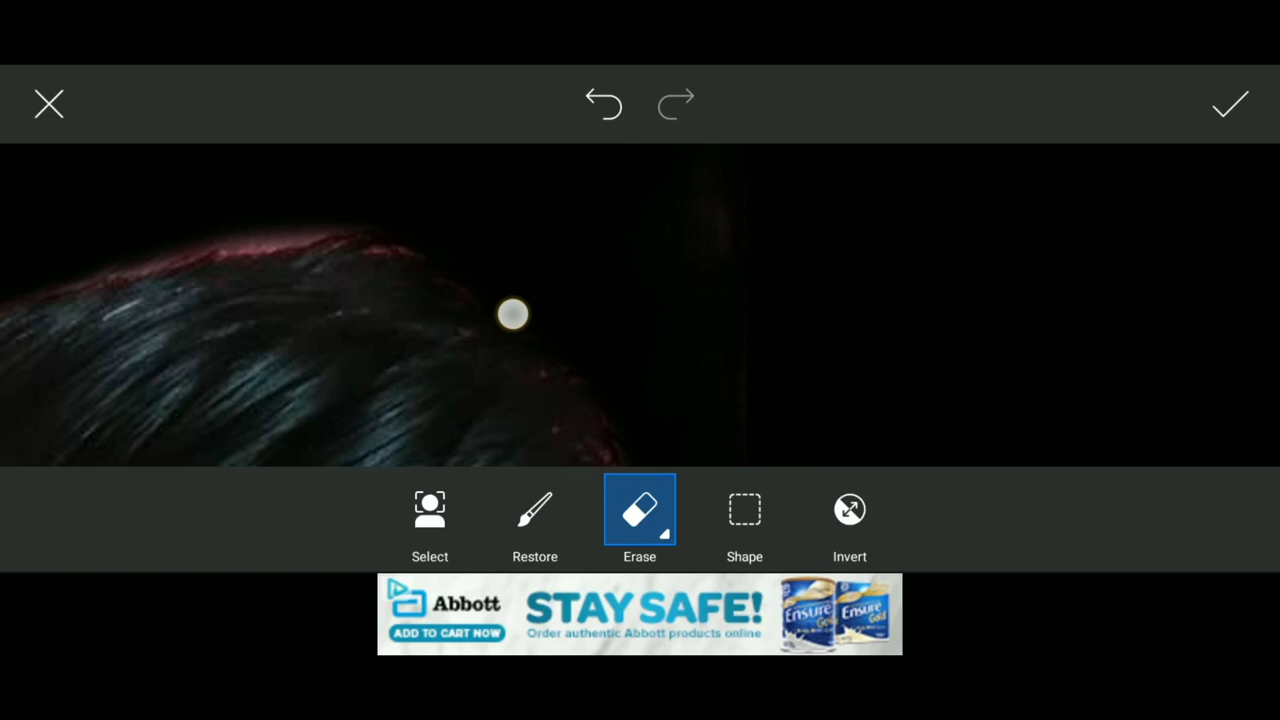 Select
Restore
Erase
Shape
Invert
Abbott
ADD TO CART NOW
STAY SAFE!
Order authentic Abbott products online
Ensure
Ensure
Gold